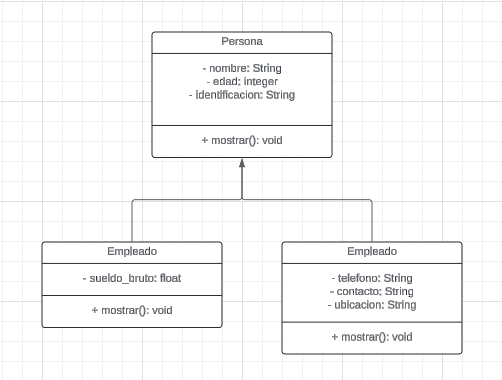 Persona
- nombre: String
- edad: integer
- identificacion: String
+ mostrar(): void
Empleado
- sueldo_bruto: float
+ mostrar(): void
Empleado
- telefono: String
- contacto: String
- ubicacion: String
+ mostrar(): void